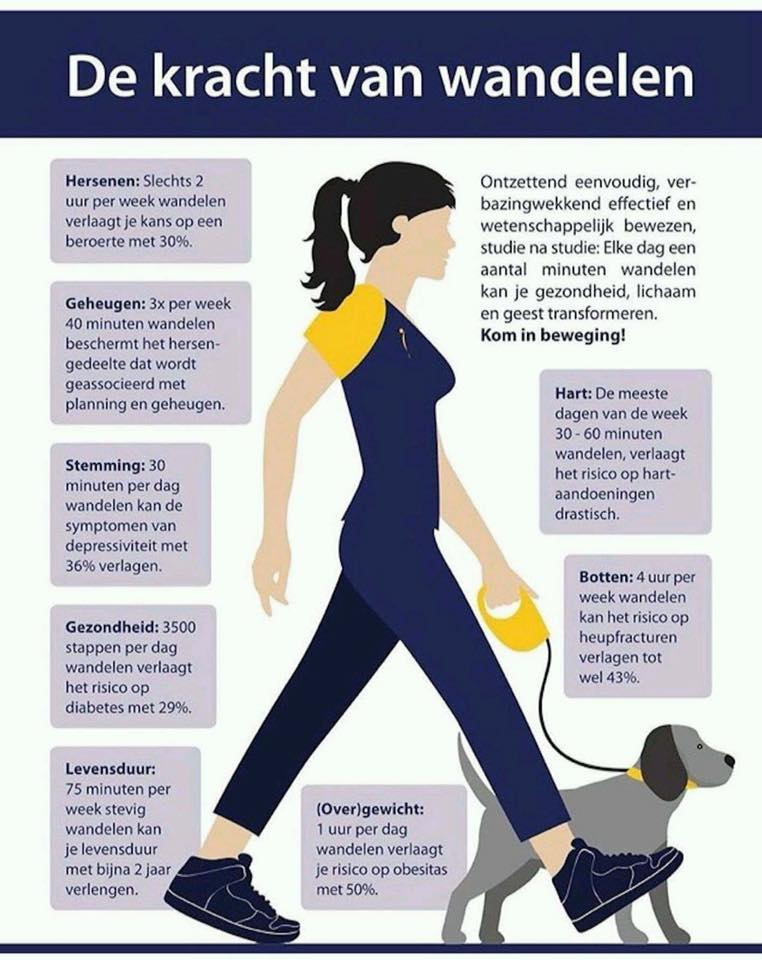 De kracht van wandelen
Hersenen: Slechts 2
uur per week wandelen
verlaagt je kans op een
beroerte met 30%.
Geheugen: 3x per week
40 minuten wandelen
beschermt het hersen-
gedeelte dat wordt
geassocieerd met
planning en geheugen.
Stemming: 30
minuten per dag
wandelen kan de
symptomen van
depressiviteit met
36% verlagen.
Gezondheid: 3500
stappen per dag
wandelen verlaagt
het risico op
diabetes met 29%.
Levensduur:
75 minuten per
week stevig
wandelen kan
je levensduur
met bijna 2 jaar
verlengen.
(Over)gewicht:
1 uur per dag
wandelen verlaagt
je risico op obesitas
met 50%.
Ontzettend eenvoudig, ver-
bazingwekkend effectief en
wetenschappelijk bewezen,
studie na studie: Elke dag een
aantal minuten wandelen
kan je gezondheid, lichaam
en geest transformeren.
Kom in beweging!
Hart: De meeste
dagen van de week
30 - 60 minuten
wandelen, verlaagt
het risico op hart-
aandoeningen
drastisch.
Botten: 4 uur per
week wandelen
kan het risico op
heupfracturen
verlagen tot
wel 43%.